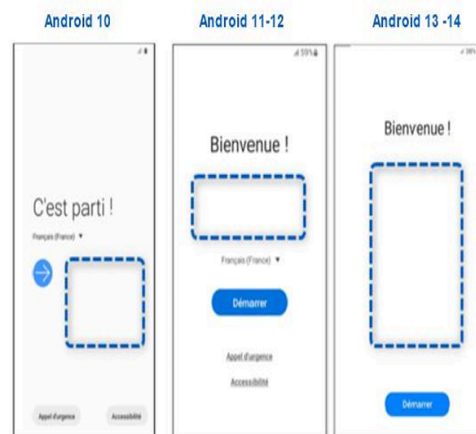 Android 10
Android 11-12
Android 13 -14
C'est parti !
Français (France)
Appel d'urgence
Accessibilité
59%
Bienvenue !
Français (France)
Démarrer
Appel d'urgence
Accessibilité
Bienvenue !
Démarrer